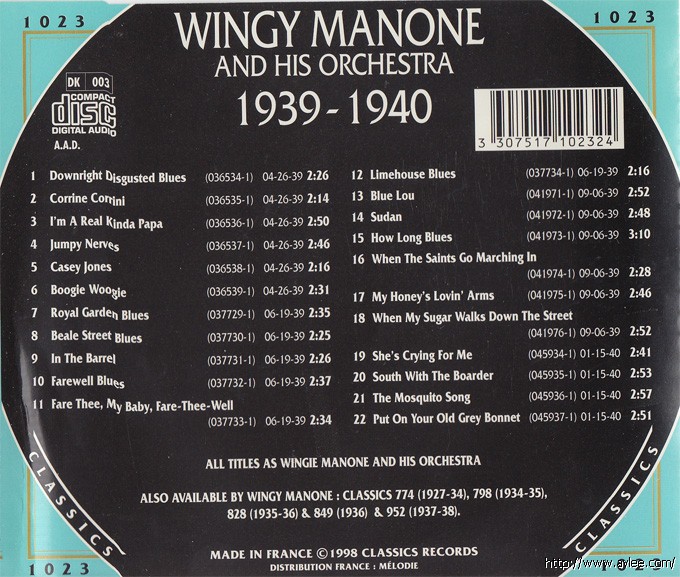 1023
1023
WINGY MANONE
AND HIS ORCHESTRA
1939 - 1940
DK 003
COMPACT
disc
DIGITAL AUDIO
A.A.D.
3 307517 102324
1 Downright Disgusted Blues (036534-1) 04-26-39 2:26
2 Corrine Corrini (036535-1) 04-26-39 2:14
3 I'm A Real Kinda Papa (036536-1) 04-26-39 2:50
4 Jumpy Nerves (036537-1) 04-26-39 2:46
5 Casey Jones (036538-1) 04-26-39 2:16
6 Boogie Woogie (036539-1) 04-26-39 2:31
7 Royal Garden Blues (037729-1) 06-19-39 2:35
8 Beale Street Blues (037730-1) 06-19-39 2:25
9 In The Barrel (037731-1) 06-19-39 2:26
10 Farewell Blues (037732-1) 06-19-39 2:37
11 Fare Thee, My Baby, Fare-Thee-Well
(037733-1) 06-19-39 2:34
12 Limehouse Blues (037734-1) 06-19-39 2:16
13 Blue Lou (041971-1) 09-06-39 2:52
14 Sudan (041972-1) 09-06-39 2:48
15 How Long Blues (041973-1) 09-06-39 3:10
16 When The Saints Go Marching In
(041974-1) 09-06-39 2:28
17 My Honey's Lovin' Arms (041975-1) 09-06-39 2:46
18 When My Sugar Walks Down The Street
(041976-1) 09-06-39 2:52
19 She's Crying For Me (045934-1) 01-15-40 2:41
20 South With The Boarder (045935-1) 01-15-40 2:53
21 The Mosquito Song (045936-1) 01-15-40 2:57
22 Put On Your Old Grey Bonnet (045937-1) 01-15-40 2:51
ALL TITLES AS WINGIE MANONE AND HIS ORCHESTRA
ALSO AVAILABLE BY WINGY MANONE : CLASSICS 774 (1927-34), 798 (1934-35),
828 (1935-36) & 849 (1936) & 952 (1937-38).
CLASSICS
CLASSICS
MADE IN FRANCE © 1998 CLASSICS RECORDS
DISTRIBUTION FRANCE : MÉLODIE
1023
1023
http://www.avlee.com/